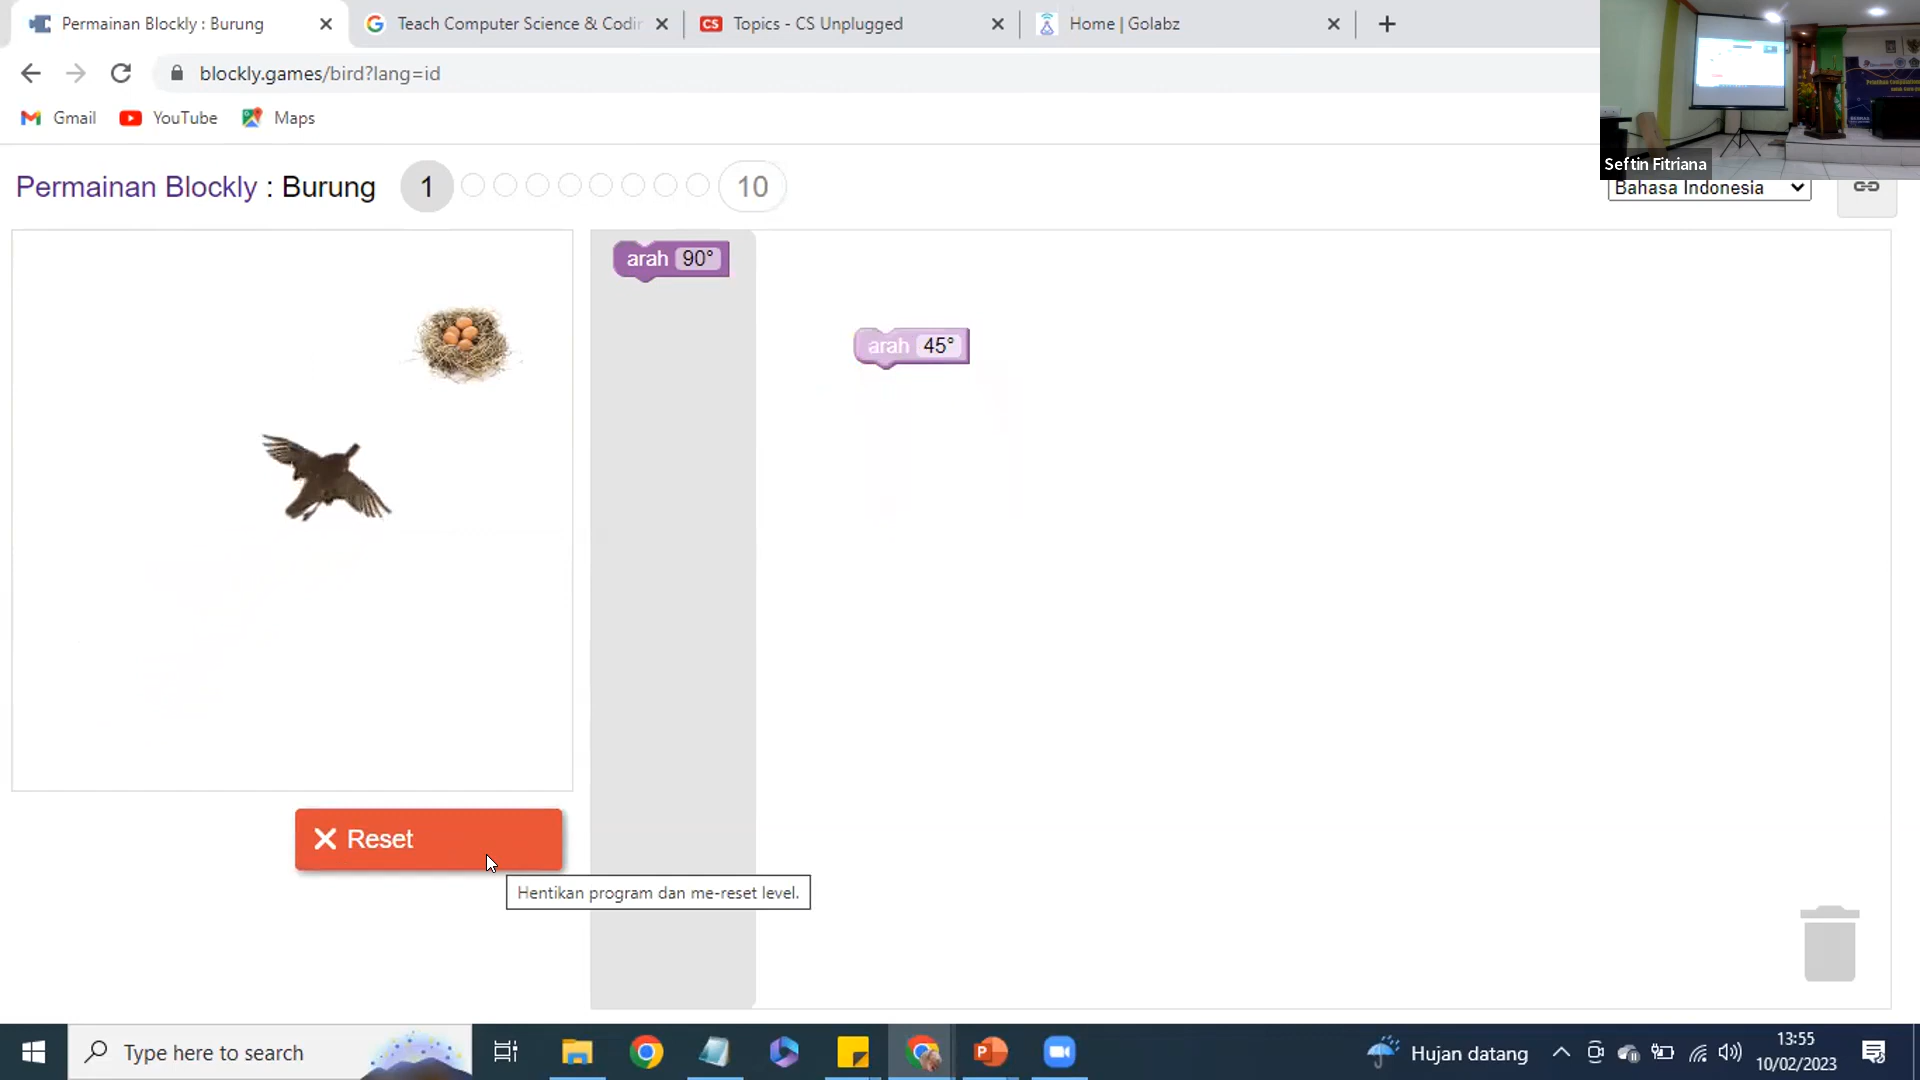 Permainan Blockly : Burung
Teach Computer Science & Codin
CS
Topics - CS Unplugged
Home | Golabz
blockly.games/bird?lang=id
Gmail
YouTube
Maps
Seftin Fitriana
Permainan Blockly : Burung
1
10
Bahasa Indonesia
arah 90°
arah 45°
Reset
Hentikan program dan me-reset level.
Type here to search
Hujan datang
13:55
10/02/2023